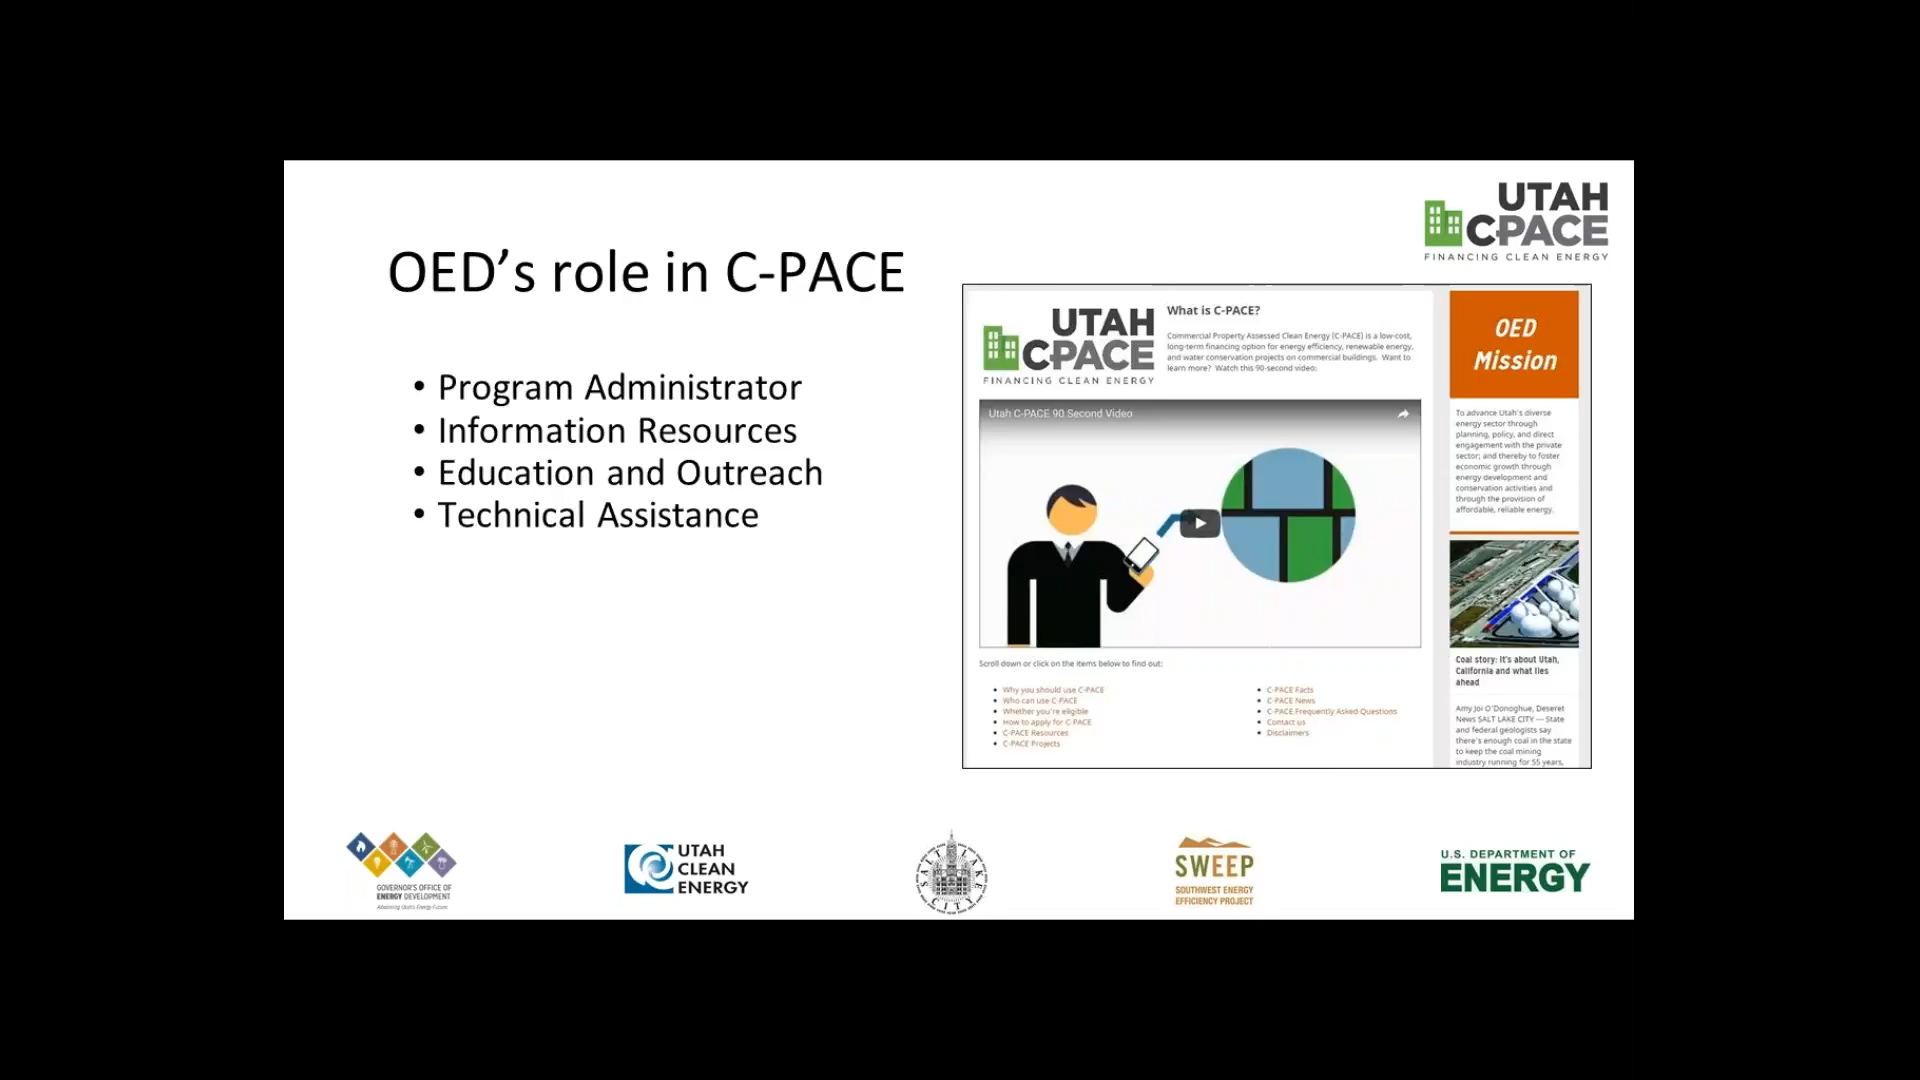 UTAH
CPACE
FINANCING CLEAN ENERGY
OED’s role in C-PACE
• Program Administrator
• Information Resources
• Education and Outreach
• Technical Assistance
UTAH
CPACE
FINANCING CLEAN ENERGY
What is C-PACE?
Commercial Property Assessed Clean Energy (C-PACE) is a low-cost,
long-term financing option for energy efficiency, renewable energy,
and water conservation projects on commercial buildings. Want to
learn more? Watch this 90-second video:
Utah C-PACE 90 Second Video
Scroll down or click on the items below to find out:
• Why you should use C-PACE
• Who can use C-PACE
• Whether you're eligible
• How to apply for C-PACE
• C-PACE Resources
• C-PACE Projects
• C-PACE Facts
• C-PACE News
• C-PACE Frequently Asked Questions
• Contact us
• Disclaimers
OED
Mission
To advance Utah's diverse
energy sector through
planning, policy, and direct
engagement with the private
sector; and thereby to foster
economic growth through
energy development and
conservation activities and
through the provision of
affordable, reliable energy.
Coal story: It's about Utah,
California and what lies
ahead
Amy Joi O'Donoghue, Deseret
News SALT LAKE CITY — State
and federal geologists say
there's enough coal in the state
to keep the coal mining
industry running for 55 years,
GOVERNOR'S OFFICE OF
ENERGY DEVELOPMENT
Advancing Utah's Energy Future
UTAH
CLEAN
ENERGY
SALT LAKE
CITY
SWEEP
SOUTHWEST ENERGY
EFFICIENCY PROJECT
U.S. DEPARTMENT OF
ENERGY